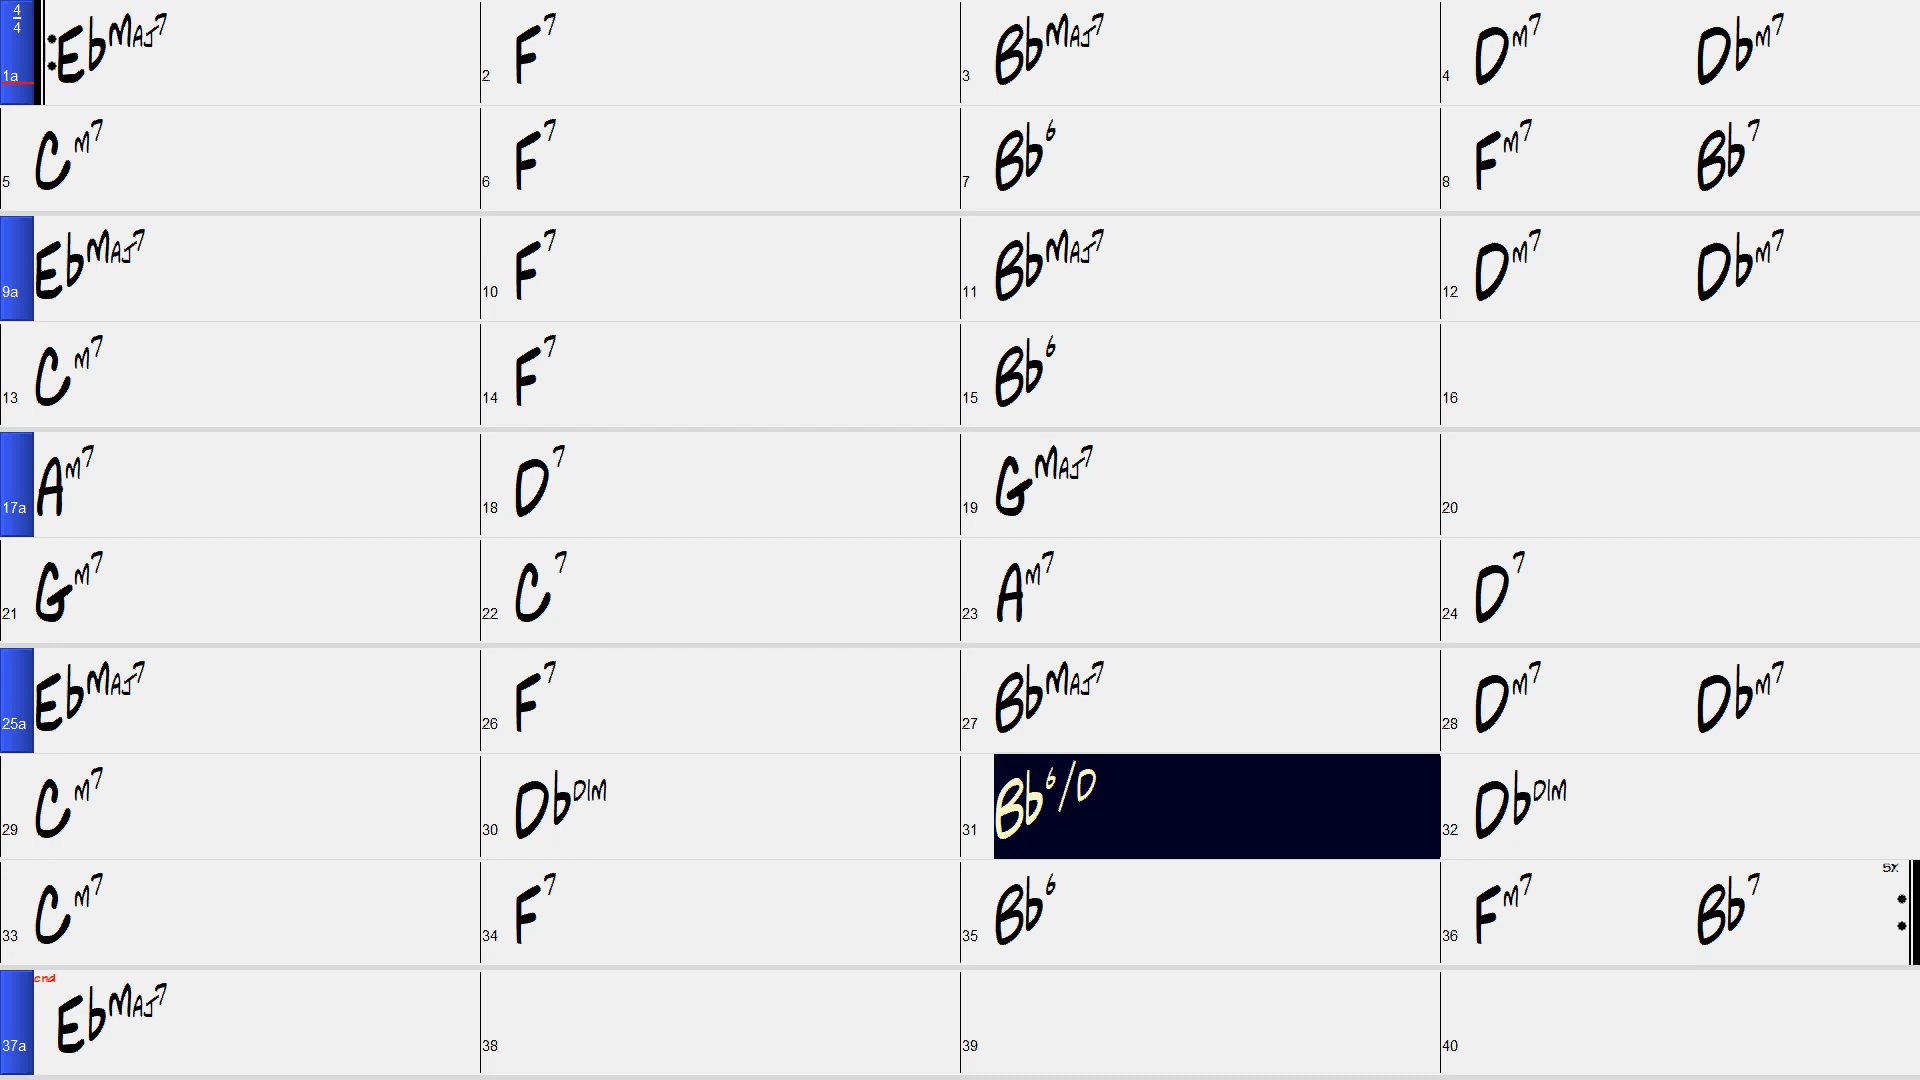 4/4 1a EbMaj7 2 F7 3 BbMaj7 4 Dm7 Dbm7
5 Cm7 6 F7 7 Bb6 8 Fm7 Bb7
9a EbMaj7 10 F7 11 BbMaj7 12 Dm7 Dbm7
13 Cm7 14 F7 15 Bb6 16
17a Am7 18 D7 19 GMaj7 20
21 Gm7 22 C7 23 Am7 24 D7
25a EbMaj7 26 F7 27 BbMaj7 28 Dm7 Dbm7
29 Cm7 30 Dbdim 31 Bb6/D 32 Dbdim
33 Cm7 34 F7 35 Bb6 36 Fm7 Bb7 5x
37a end EbMaj7 38 39 40